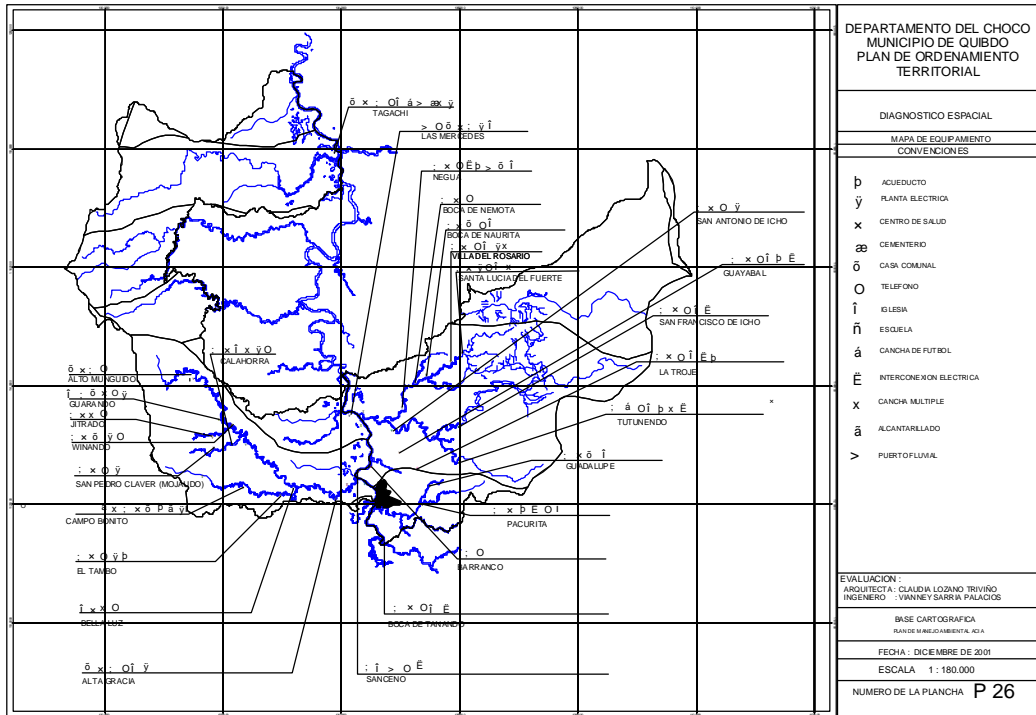 DEPARTAMENTO DEL CHOCO
MUNICIPIO DE QUIBDO
PLAN DE ORDENAMIENTO
TERRITORIAL
DIAGNOSTICO ESPACIAL
MAPA DE EQUIPAMIENTO
CONVENCIONES
þ ACUEDUCTO
ÿ PLANTA ELECTRICA
× CENTRO DE SALUD
æ CEMENTERIO
õ CASA COMUNAL
O TELEFONO
Î IGLESIA
ñ ESCUELA
á CANCHA DE FUTBOL
Ë INTERCONEXION ELECTRICA
x CANCHA MULTIPLE
ã ALCANTARILLADO
> PUERTO FLUVIAL
EVALUACION :
ARQUITECTA : CLAUDIA LOZANO TRIVIÑO
INGENIERO : VIANNEY SARRIA PALACIOS
BASE CARTOGRAFICA
PLAN DE MANEJO AMBIENTAL ACIA
FECHA : DICIEMBRE DE 2001
ESCALA 1 : 180.000
NUMERO DE LA PLANCHA P 26
õ × ; O Î á > æ x ÿ
TAGACHI
> O õ × ; ÿ Î
LAS MERCEDES
; × O Ë þ > õ Î
NEGUA
; × O
BOCA DE NEMOTA
; × õ O Î
BOCA DE NAURITA
; × O Î ÿ x
VILLA DEL ROSARIO
; × ÿ O Î x
SANTA LUCIA DEL FUERTE
; × O ÿ
SAN ANTONIO DE ICHO
; × O Î þ Ë
GUAYABAL
; × O Î Ë
SAN FRANCISCO DE ICHO
; × O Î Ë þ
LA TROJE
; á O Î þ x Ë
TUTUNENDO
; × õ Î
GUADALUPE
; × þ Ë O Î
PACURITA
; O
BARRANCO
; × O Î Ë
BOCA DE TANANDO
; Î > O Ë
SANCENO
; × Î x ÿ O
CALAHORRA
õ × ; O
ALTO MUNGUIDO
Î ; õ × O ÿ
GUARANDO
; × x O
JITRADO
; × õ ÿ O
WINANDO
; × O ÿ
SAN PEDRO CLAVER (MOJAUDO)
CAMPO BONITO
; × O ÿ þ
EL TAMBO
Î × x O
BELLA LUZ
õ × ; O Î ÿ
ALTAGRACIA